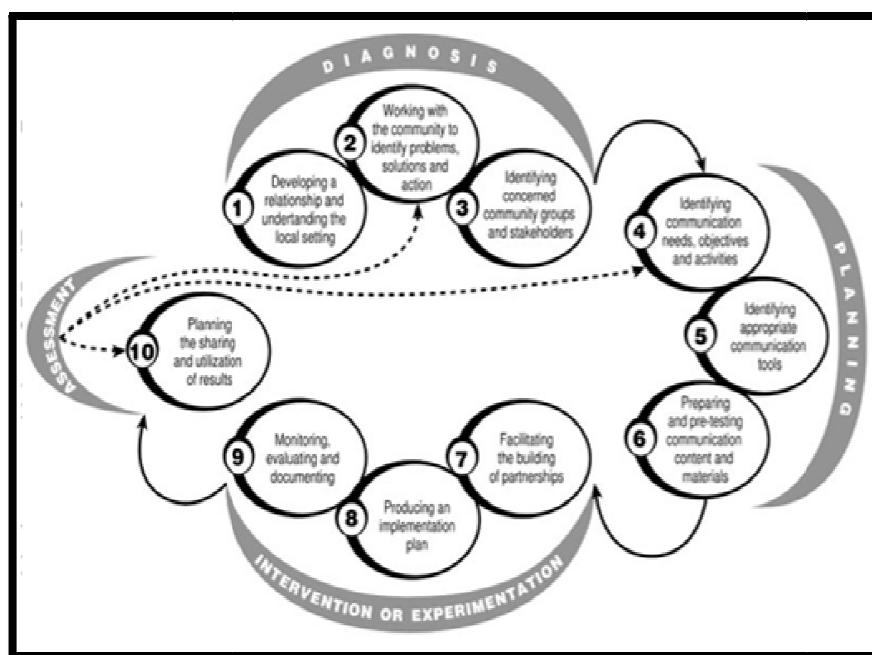 DIAGNOSIS
1
Developing a
relationship and
undertanding the
local setting
2
Working with
the community to
identify problems,
solutions and
action
3
Identifying
concerned
community groups
and stakeholders
PLANNING
4
Identifying
communication
needs, objectives
and activities
5
Identifying
appropriate
communication
tools
6
Preparing
and pre-testing
communication
content and
materials
INTERVENTION OR EXPERIMENTATION
7
Facilitating
the building
of partnerships
8
Producing an
implementation
plan
9
Monitoring,
evaluating and
documenting
ASSESSMENT
10
Planning
the sharing
and utilization
of results